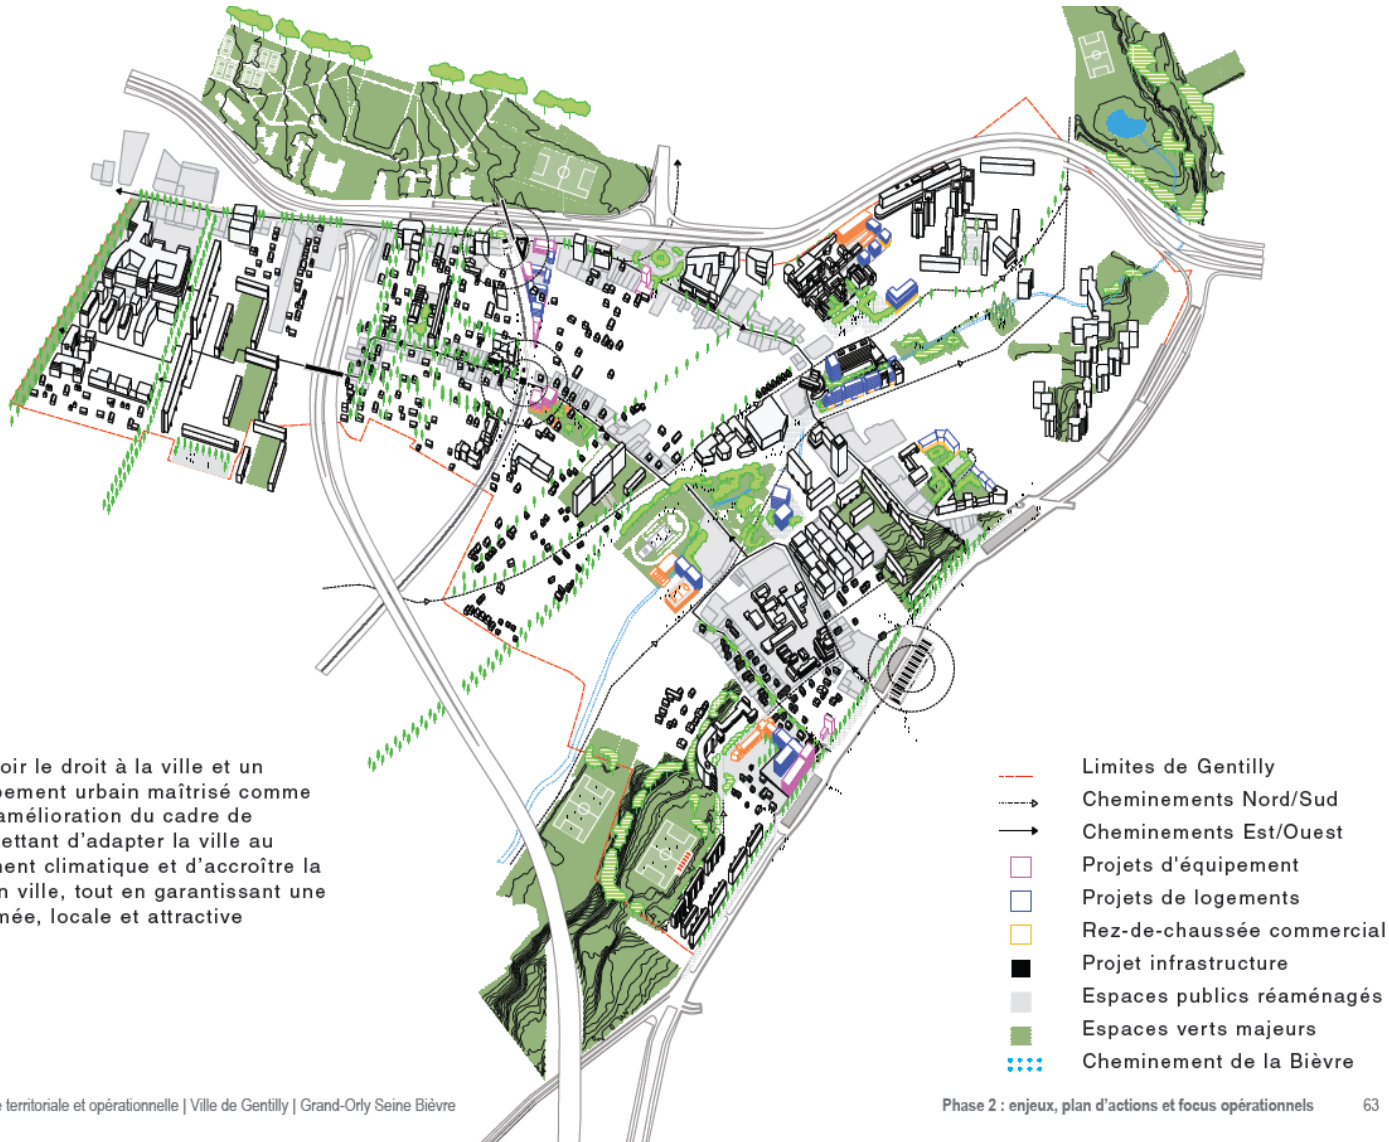 oir le droit à la ville et un
pement urbain maîtrisé comme
amélioration du cadre de
ettant d'adapter la ville au
ment climatique et d'accroître la
n ville, tout en garantissant une
mée, locale et attractive
Limites de Gentilly
Cheminements Nord/Sud
Cheminements Est/Ouest
Projets d'équipement
Projets de logements
Rez-de-chaussée commercial
Projet infrastructure
Espaces publics réaménagés
Espaces verts majeurs
Cheminement de la Bièvre
e territoriale et opérationnelle | Ville de Gentilly | Grand-Orly Seine Bièvre
Phase 2 : enjeux, plan d'actions et focus opérationnels 63